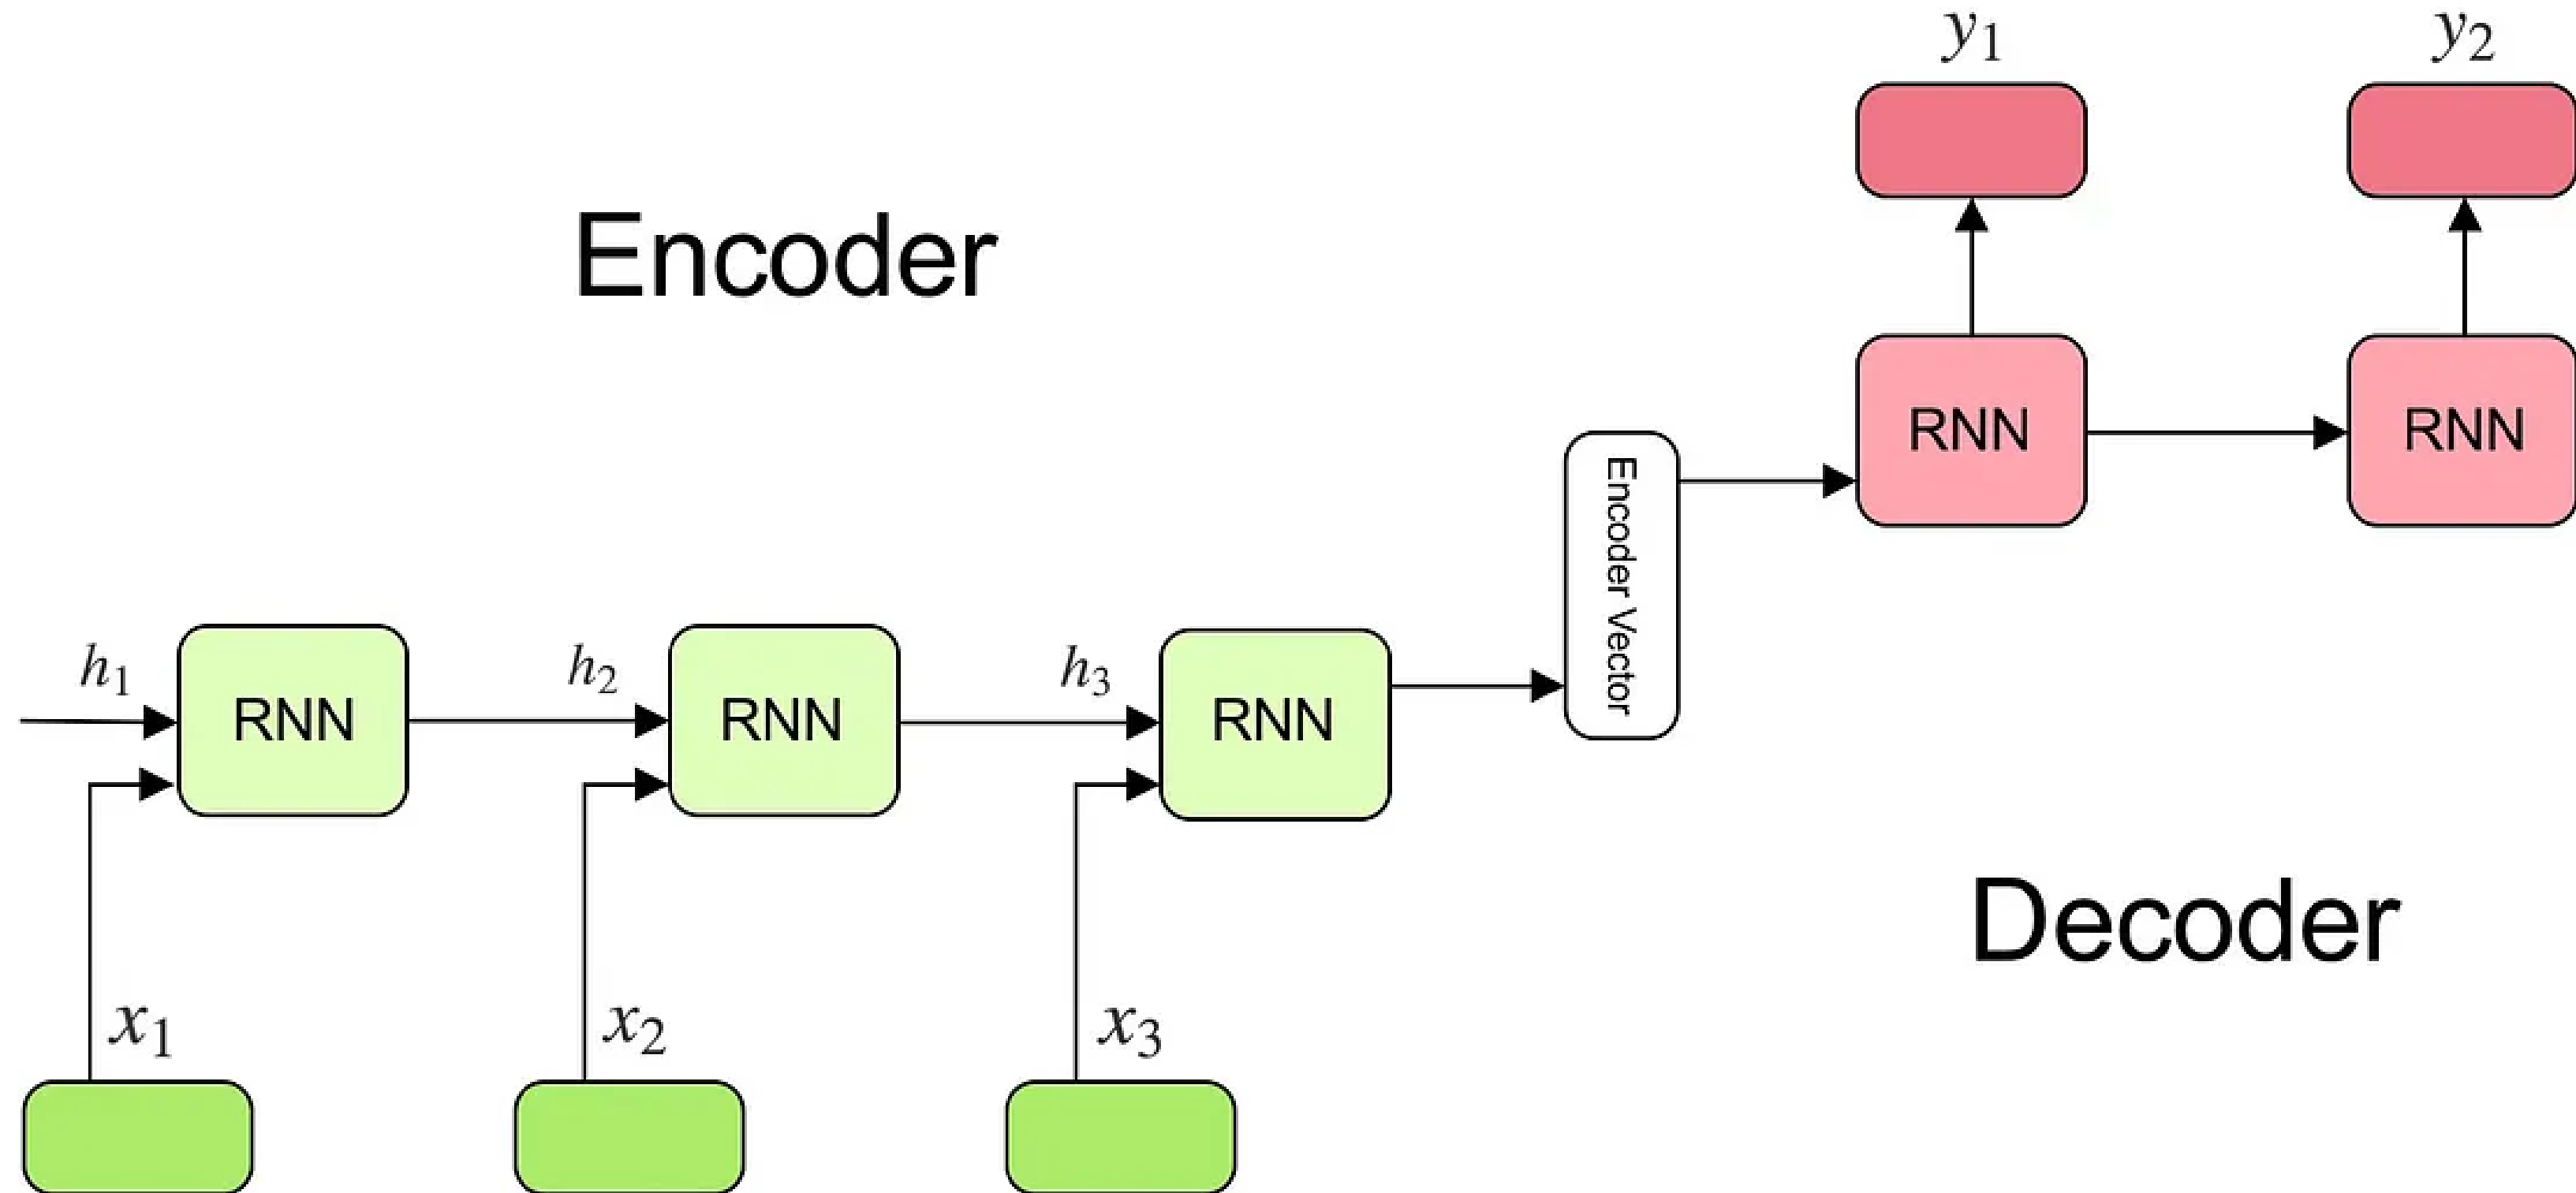 y₁
y₂
Encoder
RNN
RNN
Encoder Vector
h₁
h₂
h₃
RNN
RNN
RNN
Decoder
x₁
x₂
x₃